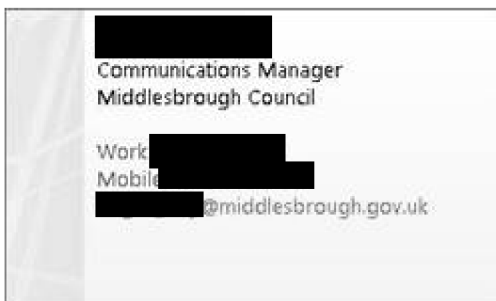 Communications Manager
Middlesbrough Council
Work
Mobile
@middlesbrough.gov.uk